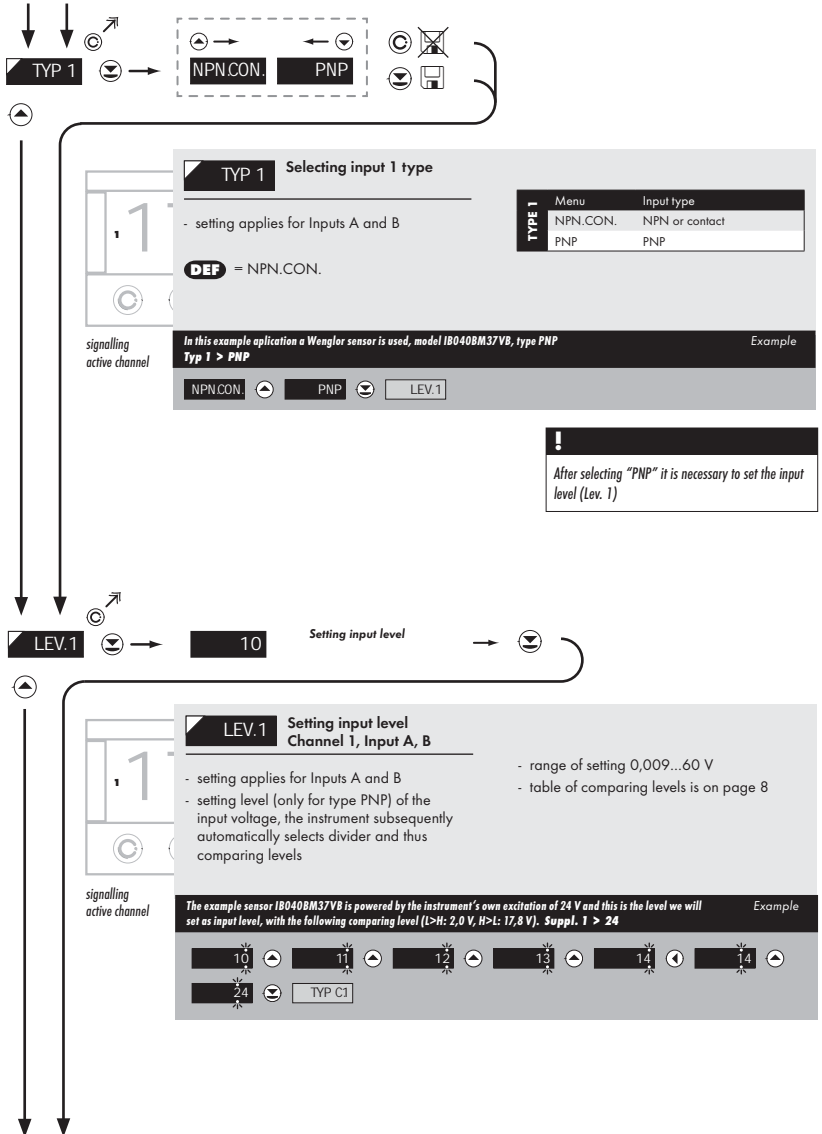 TYP 1
NPN.CON.
PNP
TYP 1
Selecting input 1 type
- setting applies for Inputs A and B
DEF = NPN.CON.
TYPE 1
Menu Input type
NPN.CON. NPN or contact
PNP PNP
1 1
signalling
active channel
In this example aplication a Wenglor sensor is used, model IB040BM37VB, type PNP
Typ 1 > PNP
Example
NPN.CON. PNP LEV.1
!
After selecting “PNP” it is necessary to set the input
level (Lev. 1)
LEV.1
10
Setting input level
LEV.1
Setting input level
Channel 1, Input A, B
- setting applies for Inputs A and B
- setting level (only for type PNP) of the
input voltage, the instrument subsequently
automatically selects divider and thus
comparing levels
- range of setting 0,009...60 V
- table of comparing levels is on page 8
1 1
signalling
active channel
The example sensor IB040BM37VB is powered by the instrument’s own excitation of 24 V and this is the level we will
set as input level, with the following comparing level (L>H: 2,0 V, H>L: 17,8 V). Suppl. 1 > 24
Example
10 11 12 13 14 14
24 TYP C1